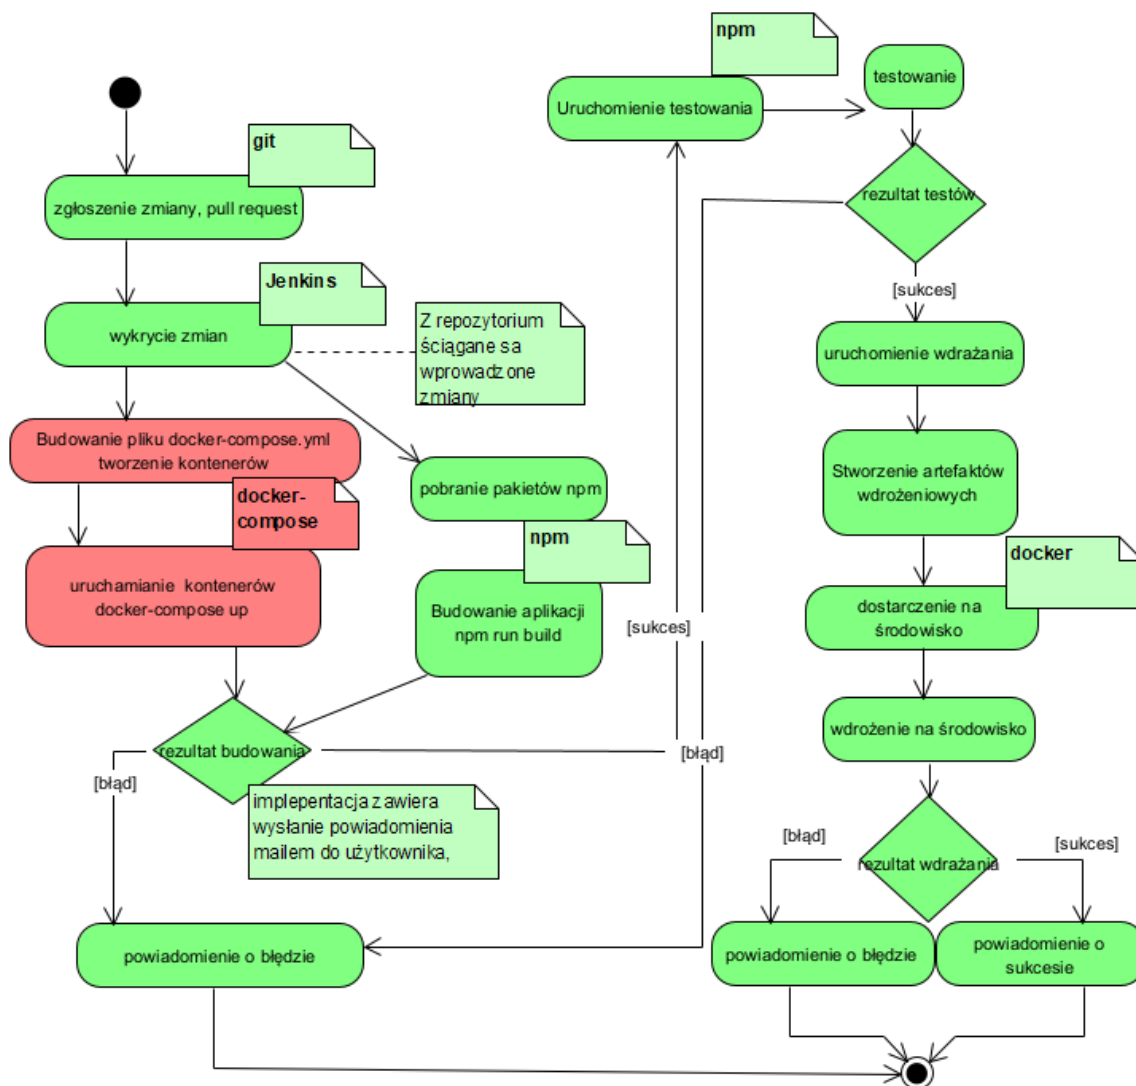 git
zgłoszenie zmiany, pull request
Jenkins
wykrycie zmian
Z repozytorium
ściągane sa
wprowadzone
zmiany
Budowanie pliku docker-compose.yml
tworzenie kontenerów
docker-
compose
uruchamianie kontenerów
docker-compose up
pobranie pakietów npm
npm
Budowanie aplikacji
npm run build
rezultat budowania
[błąd]
[sukces]
implepentacja zawiera
wysłanie powiadomienia
mailem do użytkownika,
powiadomienie o błędzie
npm
Uruchomienie testowania
testowanie
rezultat testów
[błąd]
[sukces]
uruchomienie wdrażania
Stworzenie artefaktów
wdrożeniowych
docker
dostarczenie na
środowisko
wdrożenie na środowisko
rezultat wdrażania
[błąd]
[sukces]
powiadomienie o błędzie
powiadomienie o
sukcesie